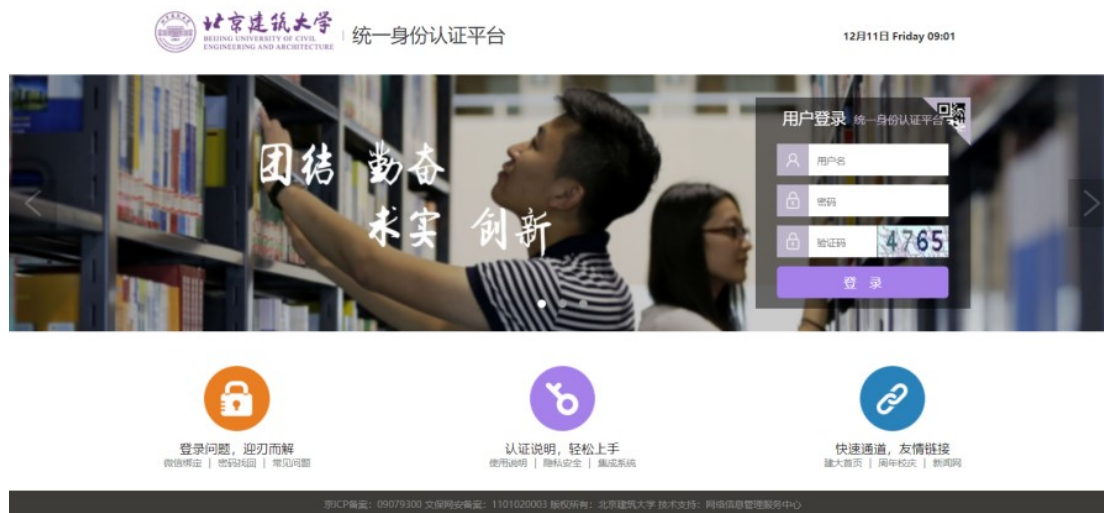 北京建筑大学
BEIJING UNIVERSITY OF CIVIL
ENGINEERING AND ARCHITECTURE
统一身份认证平台
12月11日 Friday 09:01
团结 勤奋
求实 创新
用户登录 统一身份认证平台
用户名
密码
验证码 4765
登 录
登录问题，迎刃而解
微信绑定 | 密码找回 | 常见问题
认证说明，轻松上手
使用说明 | 隐私安全 | 集成系统
快速通道，友情链接
建大首页 | 周年校庆 | 新闻网
京ICP备案：09079300 文保网安备案：1101020003 版权所有：北京建筑大学 技术支持：网络信息管理服务中心